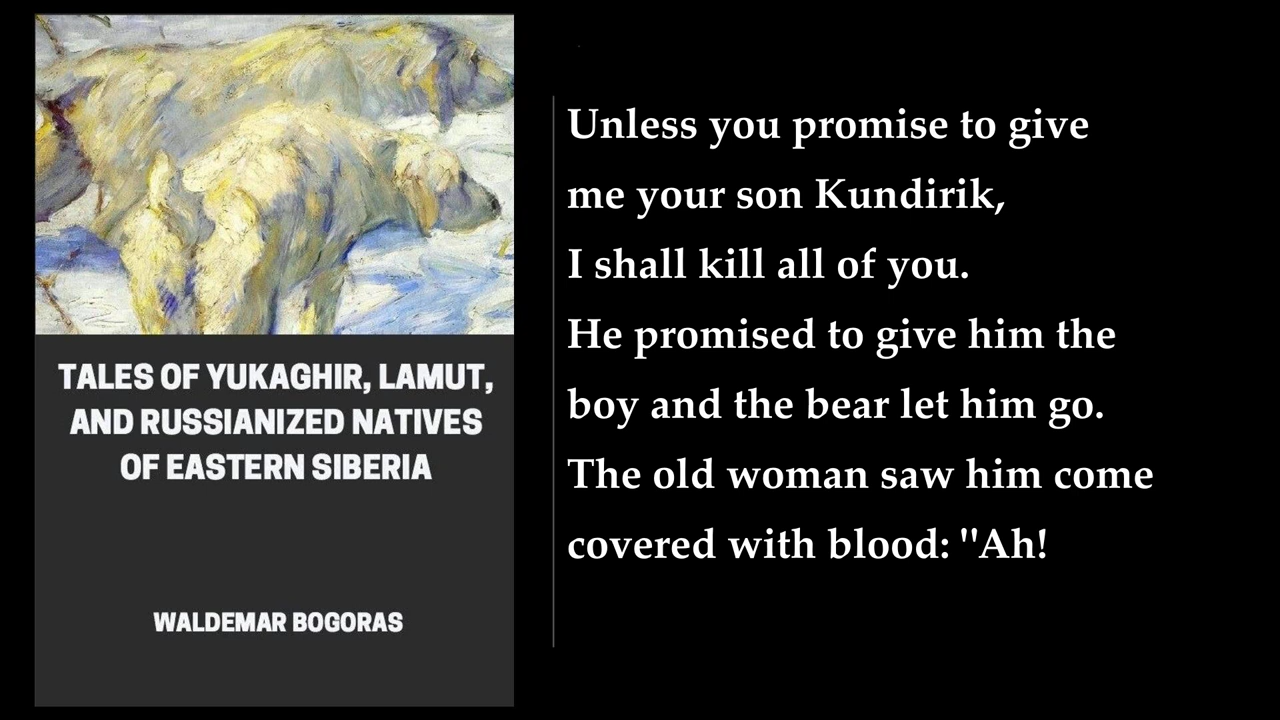 TALES OF YUKAGHIR, LAMUT,
AND RUSSIANIZED NATIVES
OF EASTERN SIBERIA
WALDEMAR BOGORAS
Unless you promise to give
me your son Kundirik,
I shall kill all of you.
He promised to give him the
boy and the bear let him go.
The old woman saw him come
covered with blood: "Ah!